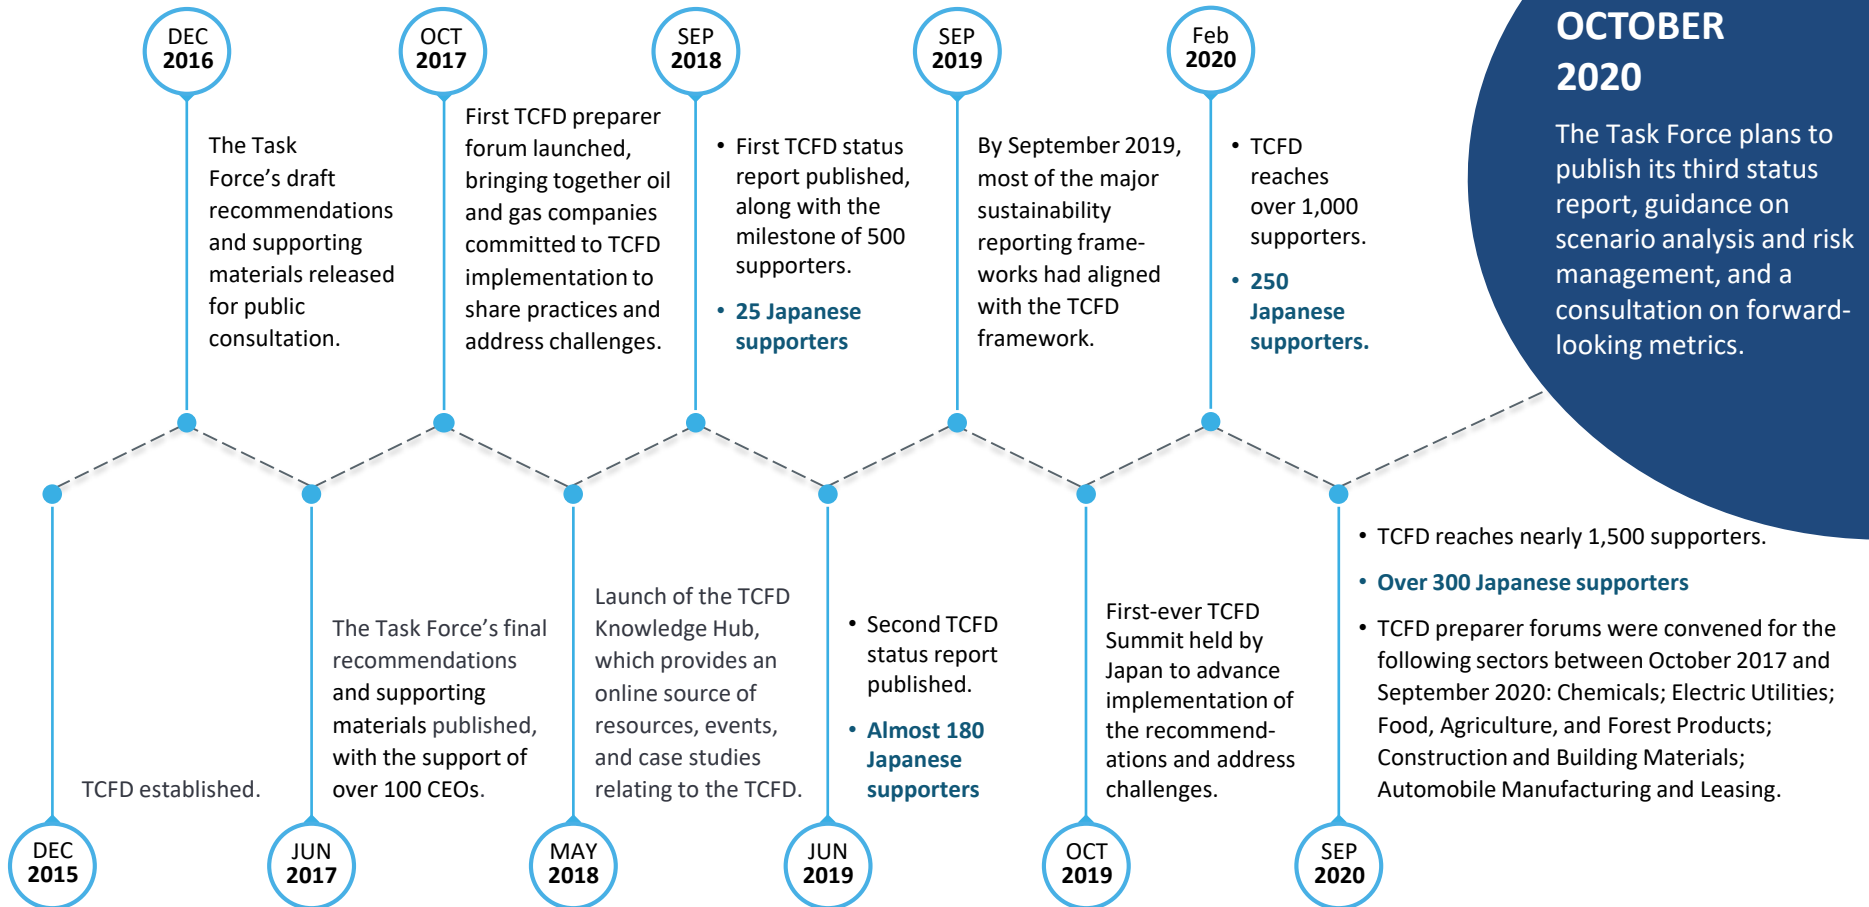 DEC
2016
The Task
Force’s draft
recommendations
and supporting
materials released
for public
consultation.
OCT
2017
First TCFD preparer
forum launched,
bringing together oil
and gas companies
committed to TCFD
implementation to
share practices and
address challenges.
SEP
2018
• First TCFD status
report published,
along with the
milestone of 500
supporters.
• 25 Japanese
supporters
SEP
2019
By September 2019,
most of the major
sustainability
reporting frame-
works had aligned
with the TCFD
framework.
Feb
2020
• TCFD
reaches
over 1,000
supporters.
• 250
Japanese
supporters.
OCTOBER
2020
The Task Force plans to
publish its third status
report, guidance on
scenario analysis and risk
management, and a
consultation on forward-
looking metrics.
TCFD established.
DEC
2015
The Task Force’s final
recommendations
and supporting
materials published,
with the support of
over 100 CEOs.
JUN
2017
Launch of the TCFD
Knowledge Hub,
which provides an
online source of
resources, events,
and case studies
relating to the TCFD.
MAY
2018
• Second TCFD
status report
published.
• Almost 180
Japanese
supporters
JUN
2019
First-ever TCFD
Summit held by
Japan to advance
implementation of
the recommend-
ations and address
challenges.
OCT
2019
• TCFD reaches nearly 1,500 supporters.
• Over 300 Japanese supporters
• TCFD preparer forums were convened for the
following sectors between October 2017 and
September 2020: Chemicals; Electric Utilities;
Food, Agriculture, and Forest Products;
Construction and Building Materials;
Automobile Manufacturing and Leasing.
SEP
2020